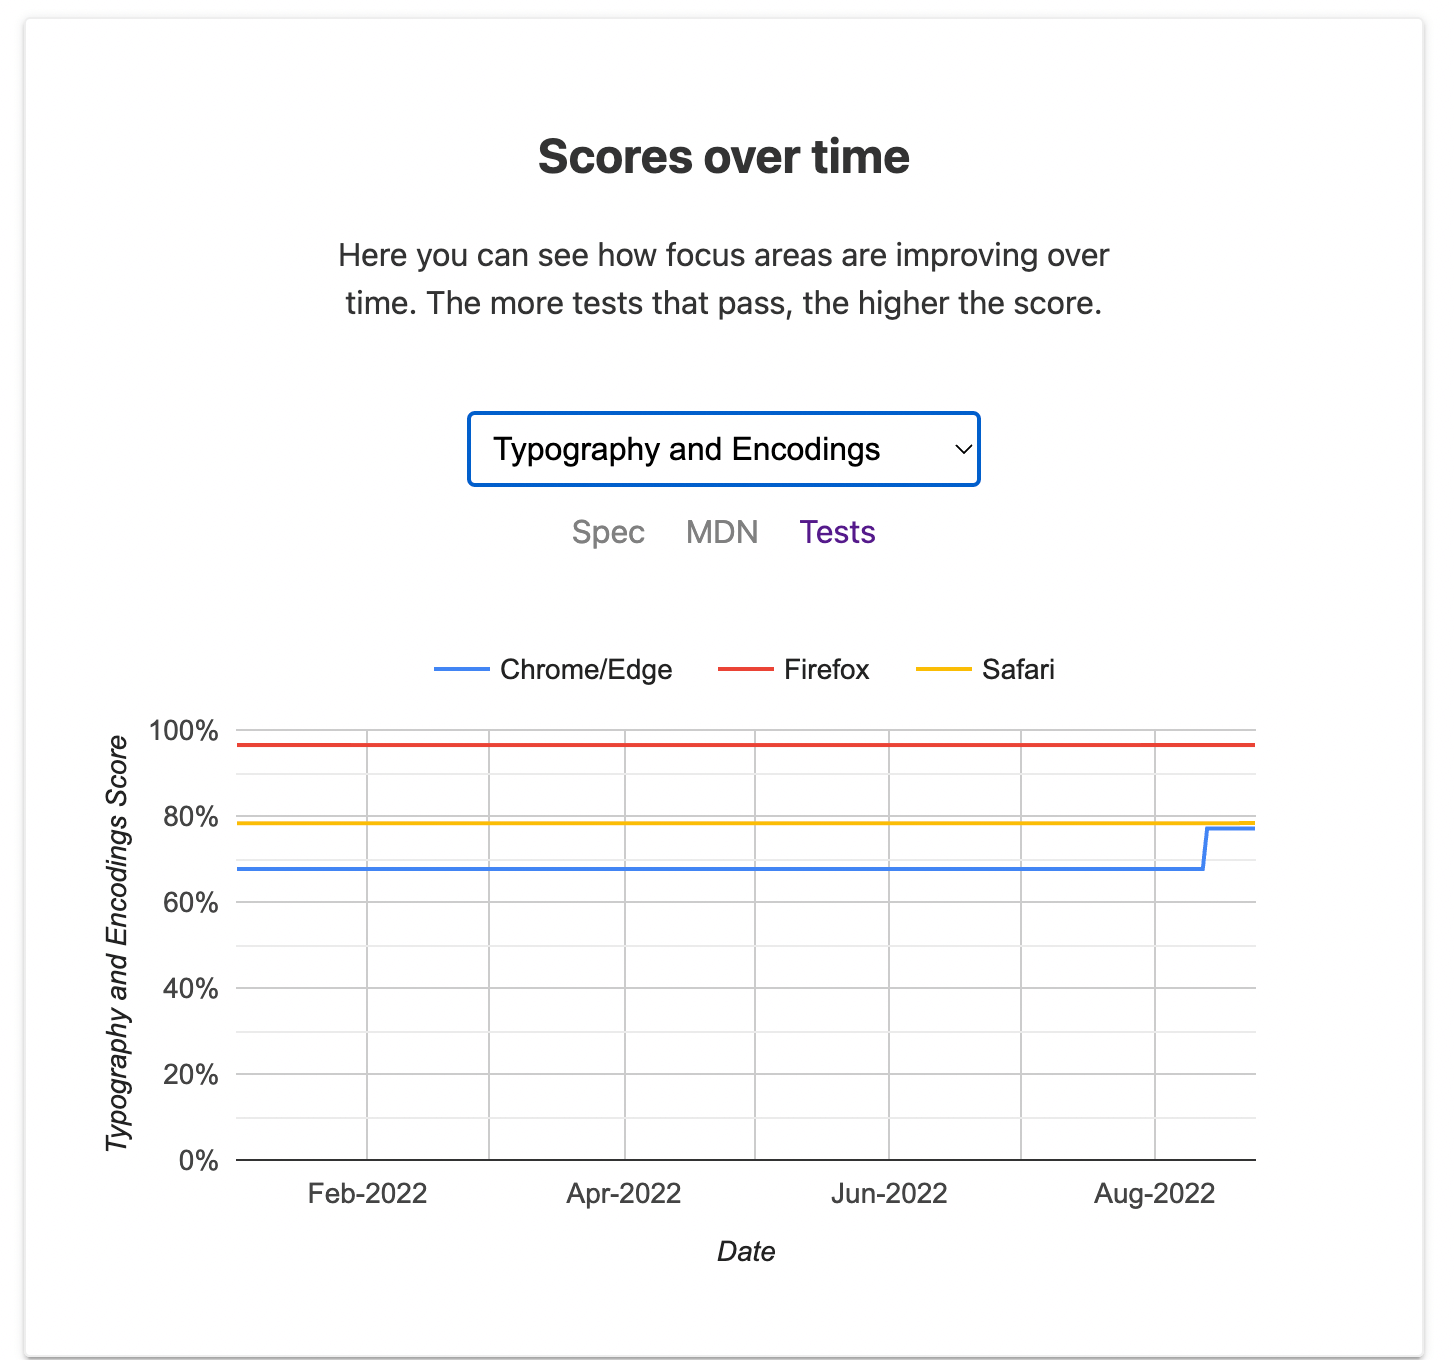 Scores over time
Here you can see how focus areas are improving over
time. The more tests that pass, the higher the score.
Typography and Encodings
Spec MDN Tests
Chrome/Edge Firefox Safari
Typography and Encodings Score
100%
80%
60%
40%
20%
0%
Feb-2022 Apr-2022 Jun-2022 Aug-2022
Date